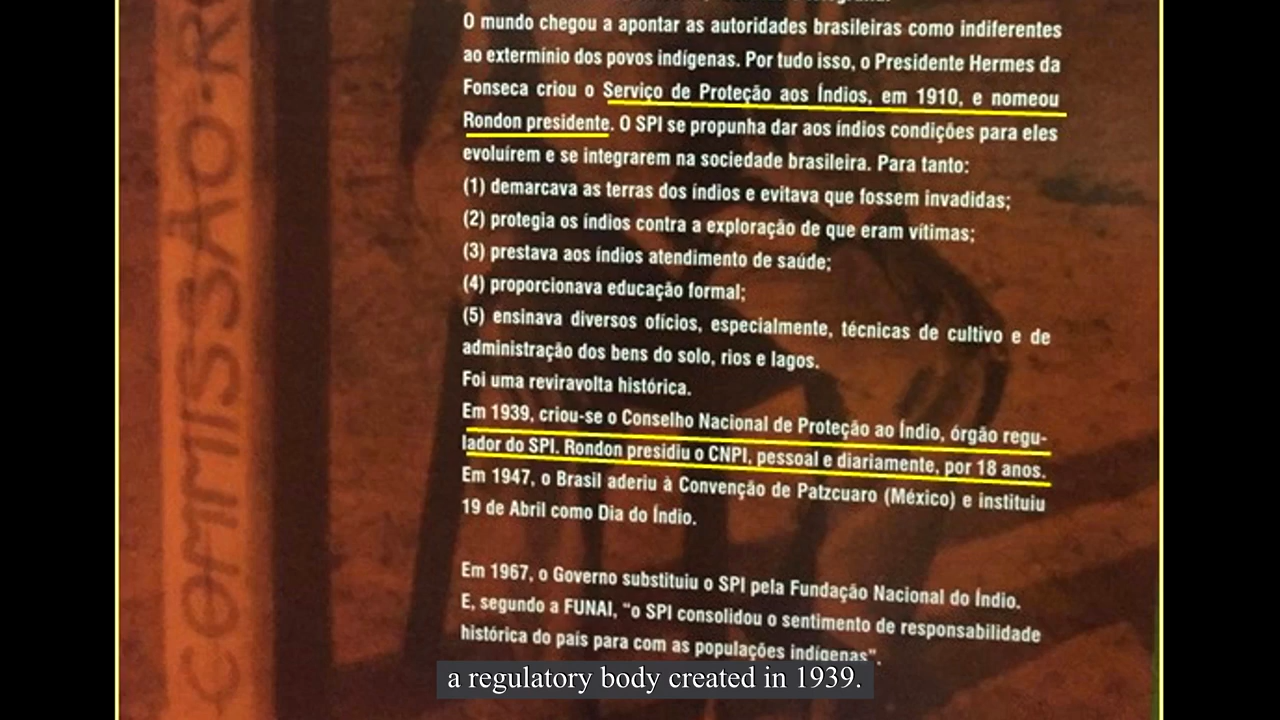 O mundo chegou a apontar as autoridades brasileiras como indiferentes
ao extermínio dos povos indígenas. Por tudo isso, o Presidente Hermes da
Fonseca criou o Serviço de Proteção aos Índios, em 1910, e nomeou
Rondon presidente. O SPI se propunha dar aos índios condições para eles
evoluírem e se integrarem na sociedade brasileira. Para tanto:
(1) demarcava as terras dos índios e evitava que fossem invadidas;
(2) protegia os índios contra a exploração de que eram vítimas;
(3) prestava aos índios atendimento de saúde;
(4) proporcionava educação formal;
(5) ensinava diversos ofícios, especialmente, técnicas de cultivo e de
administração dos bens do solo, rios e lagos.
Foi uma reviravolta histórica.
Em 1939, criou-se o Conselho Nacional de Proteção ao Índio, órgão regu-
lador do SPI. Rondon presidiu o CNPI, pessoal e diariamente, por 18 anos.
Em 1947, o Brasil aderiu à Convenção de Patzcuaro (México) e instituiu
19 de Abril como Dia do Índio.
Em 1967, o Governo substituiu o SPI pela Fundação Nacional do Índio.
E, segundo a FUNAI, "o SPI consolidou o sentimento de responsabilidade
histórica do país para com as populações indígenas".
COMMISSÃO-RO
a regulatory body created in 1939.